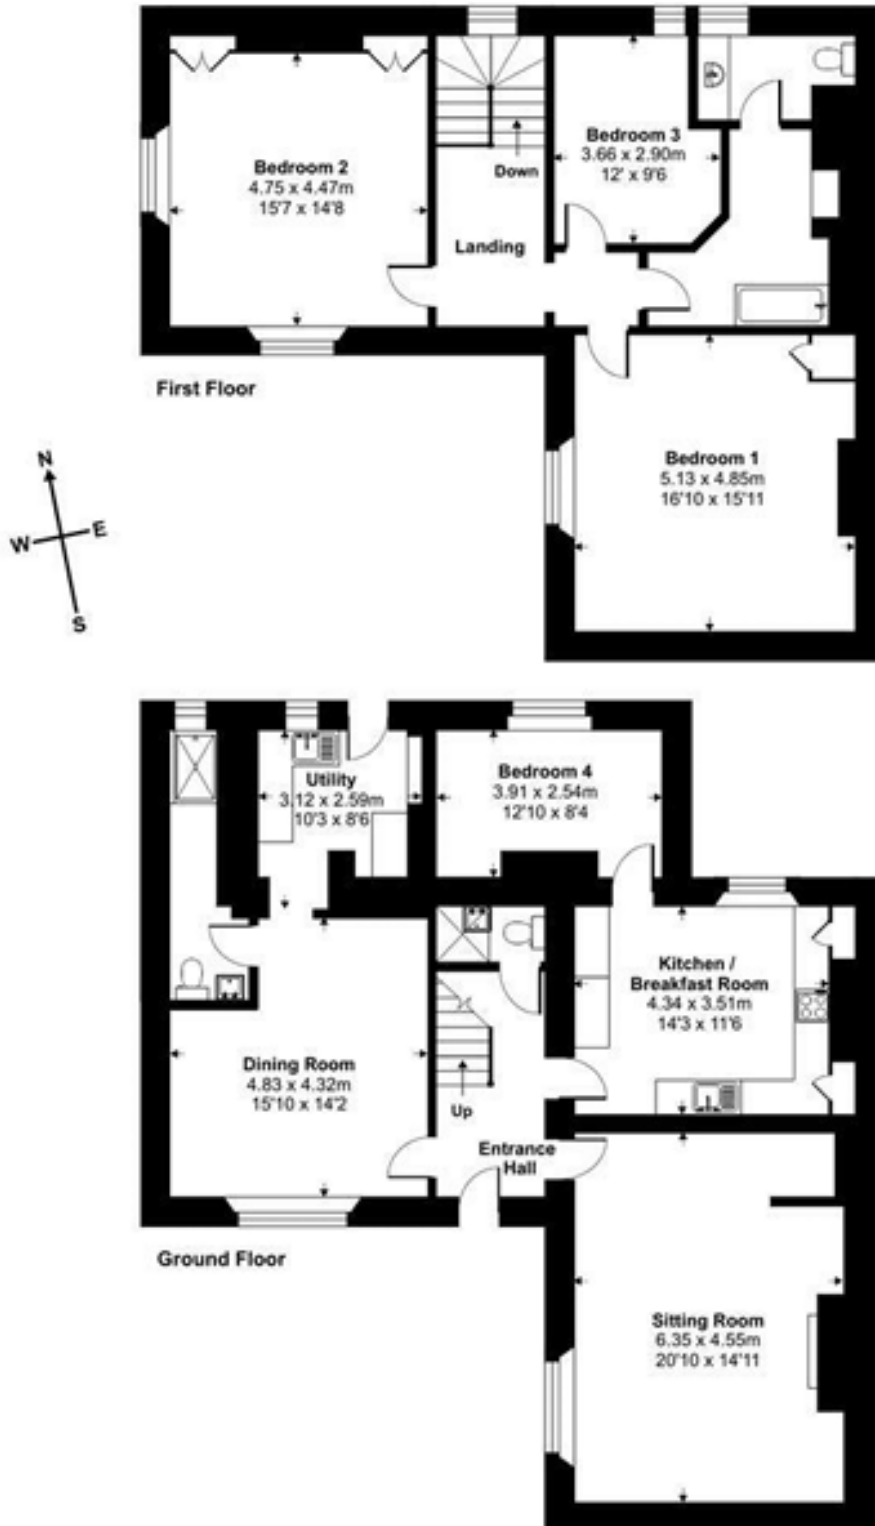 Bedroom 2
4.75 x 4.47m
15'7 x 14'8
Bedroom 3
3.66 x 2.90m
12' x 9'6
Down
Landing
First Floor
Bedroom 1
5.13 x 4.85m
16'10 x 15'11
N
W
E
S
Utility
3.12 x 2.59m
10'3 x 8'6
Bedroom 4
3.91 x 2.54m
12'10 x 8'4
Kitchen /
Breakfast Room
4.34 x 3.51m
14'3 x 11'6
Dining Room
4.83 x 4.32m
15'10 x 14'2
Up
Entrance
Hall
Ground Floor
Sitting Room
6.35 x 4.55m
20'10 x 14'11